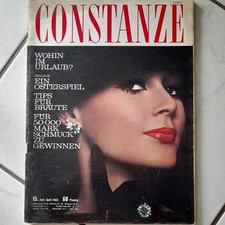 CONSTANZE
WOHIN
IM
URLAUB?
EIN
OSTERSPIEL
TIPS
FÜR
BRÄUTE
FÜR
50 000
MARK
SCHMUCK
ZU
GEWINNEN
60 Pfennig